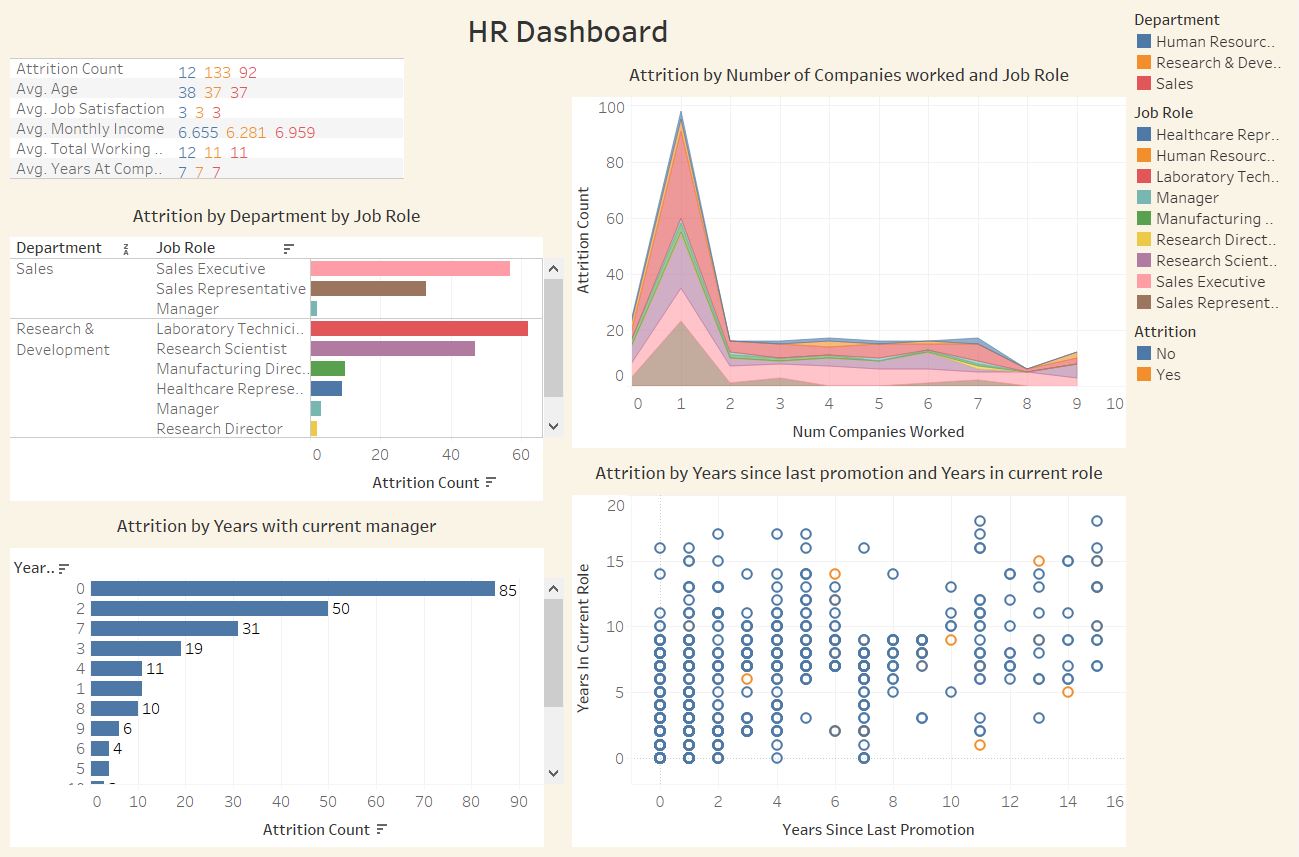 HR Dashboard
Attrition Count 12 133 92
Avg. Age 38 37 37
Avg. Job Satisfaction 3 3 3
Avg. Monthly Income 6.655 6.281 6.959
Avg. Total Working .. 12 11 11
Avg. Years At Comp.. 7 7 7
Attrition by Department by Job Role
Department Job Role
Sales Sales Executive
Sales Representative
Manager
Research & Laboratory Technici..
Development Research Scientist
Manufacturing Direc..
Healthcare Represe..
Manager
Research Director
0 20 40 60
Attrition Count
Attrition by Years with current manager
Year..
0 85
2 50
7 31
3 19
4 11
1
8 10
9 6
6 4
5
0 10 20 30 40 50 60 70 80 90
Attrition Count
Attrition by Number of Companies worked and Job Role
Attrition Count
100
80
60
40
20
0
0 1 2 3 4 5 6 7 8 9 10
Num Companies Worked
Attrition by Years since last promotion and Years in current role
Years In Current Role
20
15
10
5
0
0 2 4 6 8 10 12 14 16
Years Since Last Promotion
Department
Human Resourc..
Research & Deve..
Sales
Job Role
Healthcare Repr..
Human Resourc..
Laboratory Tech..
Manager
Manufacturing ..
Research Direct..
Research Scient..
Sales Executive
Sales Represent..
Attrition
No
Yes